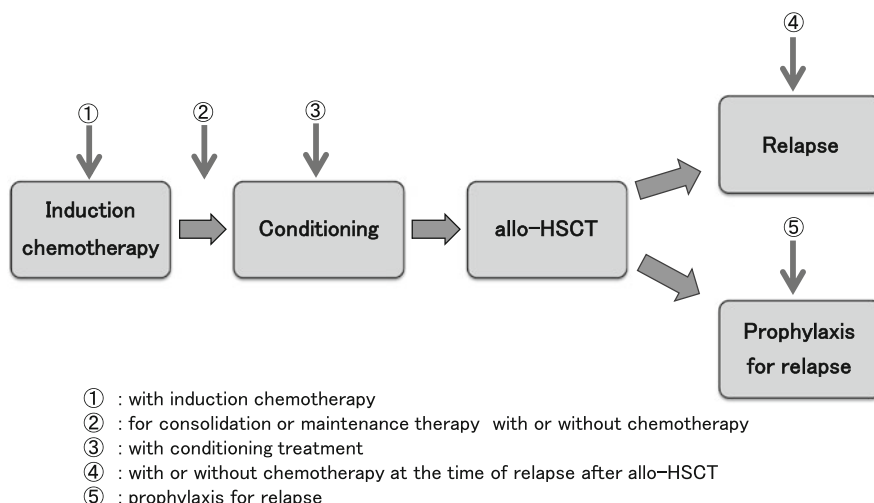 ④
① ② ③
Relapse
Induction
chemotherapy
Conditioning
allo-HSCT
⑤
Prophylaxis
for relapse
① : with induction chemotherapy
② : for consolidation or maintenance therapy with or without chemotherapy
③ : with conditioning treatment
④ : with or without chemotherapy at the time of relapse after allo-HSCT
⑤ : prophylaxis for relapse